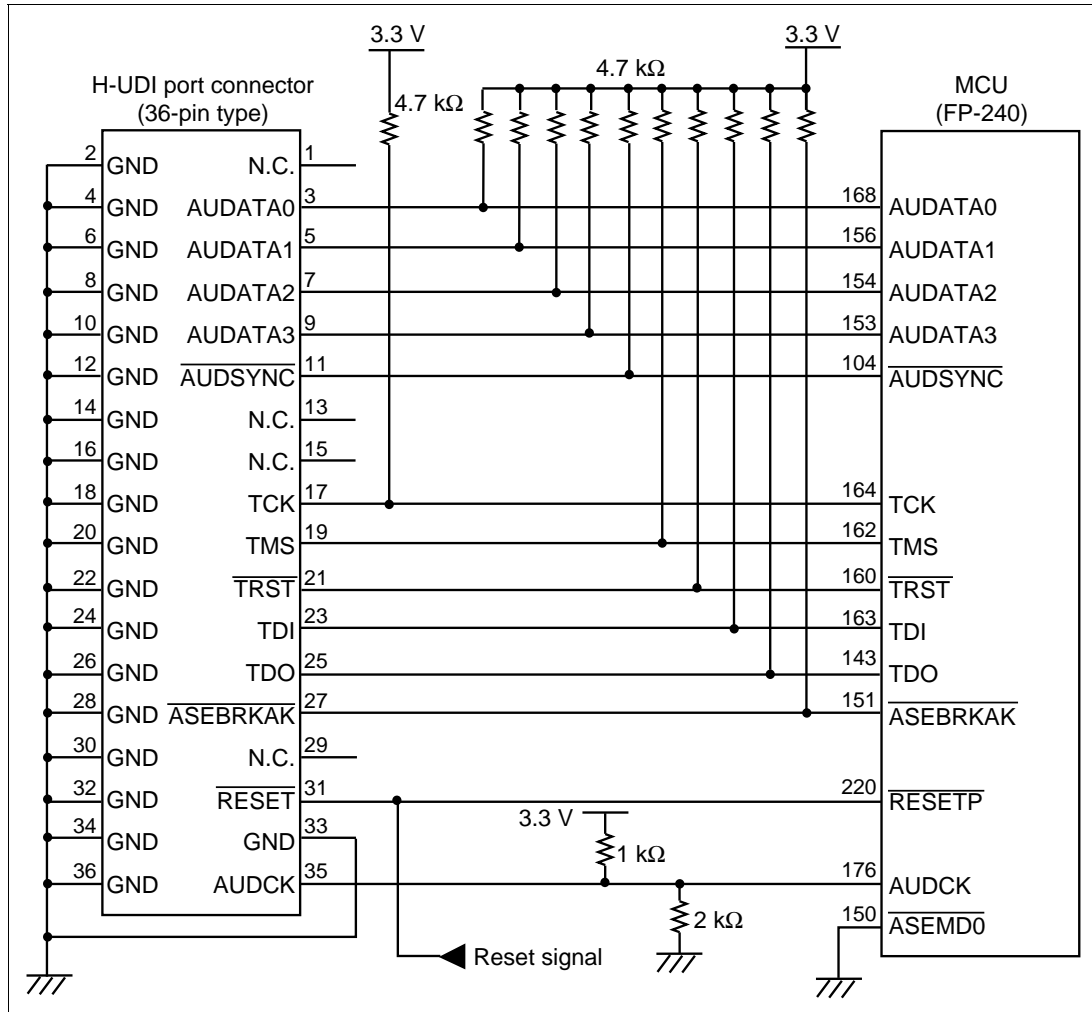 3.3 V 3.3 V
H-UDI port connector 4.7 kΩ MCU
(36-pin type) 4.7 kΩ (FP-240)
2 GND N.C. 1
4 GND AUDATA0 3 168 AUDATA0
6 GND AUDATA1 5 156 AUDATA1
8 GND AUDATA2 7 154 AUDATA2
10 GND AUDATA3 9 153 AUDATA3
12 GND AUDSYNC 11 104 AUDSYNC
14 GND N.C. 13
16 GND N.C. 15
18 GND TCK 17 164 TCK
20 GND TMS 19 162 TMS
22 GND TRST 21 160 TRST
24 GND TDI 23 163 TDI
26 GND TDO 25 143 TDO
28 GND ASEBRKAK 27 151 ASEBRKAK
30 GND N.C. 29
32 GND RESET 31 220 RESETP
34 GND GND 33 3.3 V
1 kΩ
36 GND AUDCK 35 176 AUDCK
2 kΩ 150 ASEMD0
Reset signal